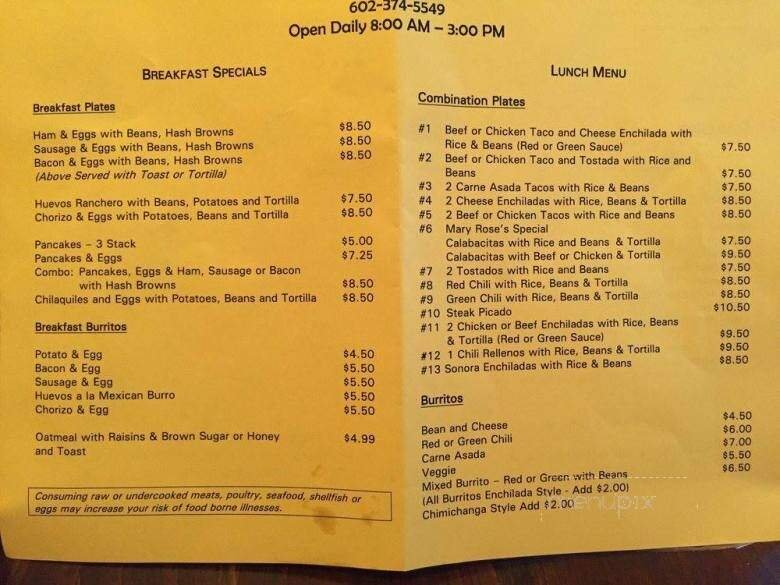 602-374-5549
Open Daily 8:00 AM – 3:00 PM
BREAKFAST SPECIALS
Breakfast Plates
Ham & Eggs with Beans, Hash Browns $8.50
Sausage & Eggs with Beans, Hash Browns $8.50
Bacon & Eggs with Beans, Hash Browns $8.50
(Above Served with Toast or Tortilla)
Huevos Ranchero with Beans, Potatoes and Tortilla $7.50
Chorizo & Eggs with Potatoes, Beans and Tortilla $8.50
Pancakes – 3 Stack $5.00
Pancakes & Eggs $7.25
Combo: Pancakes, Eggs & Ham, Sausage or Bacon
with Hash Browns $8.50
Chilaquiles and Eggs with Potatoes, Beans and Tortilla $8.50
Breakfast Burritos
Potato & Egg $4.50
Bacon & Egg $5.50
Sausage & Egg $5.50
Huevos a la Mexican Burro $5.50
Chorizo & Egg $5.50
Oatmeal with Raisins & Brown Sugar or Honey $4.99
and Toast
Consuming raw or undercooked meats, poultry, seafood, shellfish or
eggs may increase your risk of food borne illnesses.
LUNCH MENU
Combination Plates
#1 Beef or Chicken Taco and Cheese Enchilada with
Rice & Beans (Red or Green Sauce) $7.50
#2 Beef or Chicken Taco and Tostada with Rice and
Beans $7.50
#3 2 Carne Asada Tacos with Rice & Beans $7.50
#4 2 Cheese Enchiladas with Rice, Beans & Tortilla $8.50
#5 2 Beef or Chicken Tacos with Rice and Beans $8.50
#6 Mary Rose's Special
Calabacitas with Rice and Beans & Tortilla $7.50
Calabacitas with Beef or Chicken & Tortilla $9.50
#7 2 Tostados with Rice and Beans $7.50
#8 Red Chili with Rice, Beans & Tortilla $8.50
#9 Green Chili with Rice, Beans & Tortilla $8.50
#10 Steak Picado $10.50
#11 2 Chicken or Beef Enchiladas with Rice, Beans
& Tortilla (Red or Green Sauce) $9.50
#12 1 Chili Rellenos with Rice, Beans & Tortilla $9.50
#13 Sonora Enchiladas with Rice & Beans $8.50
Burritos
Bean and Cheese $4.50
Red or Green Chili $6.00
Carne Asada $7.00
Veggie $5.50
Mixed Burrito – Red or Green with Beans $6.50
(All Burritos Enchilada Style - Add $2.00)
Chimichanga Style Add $2.00
menupix